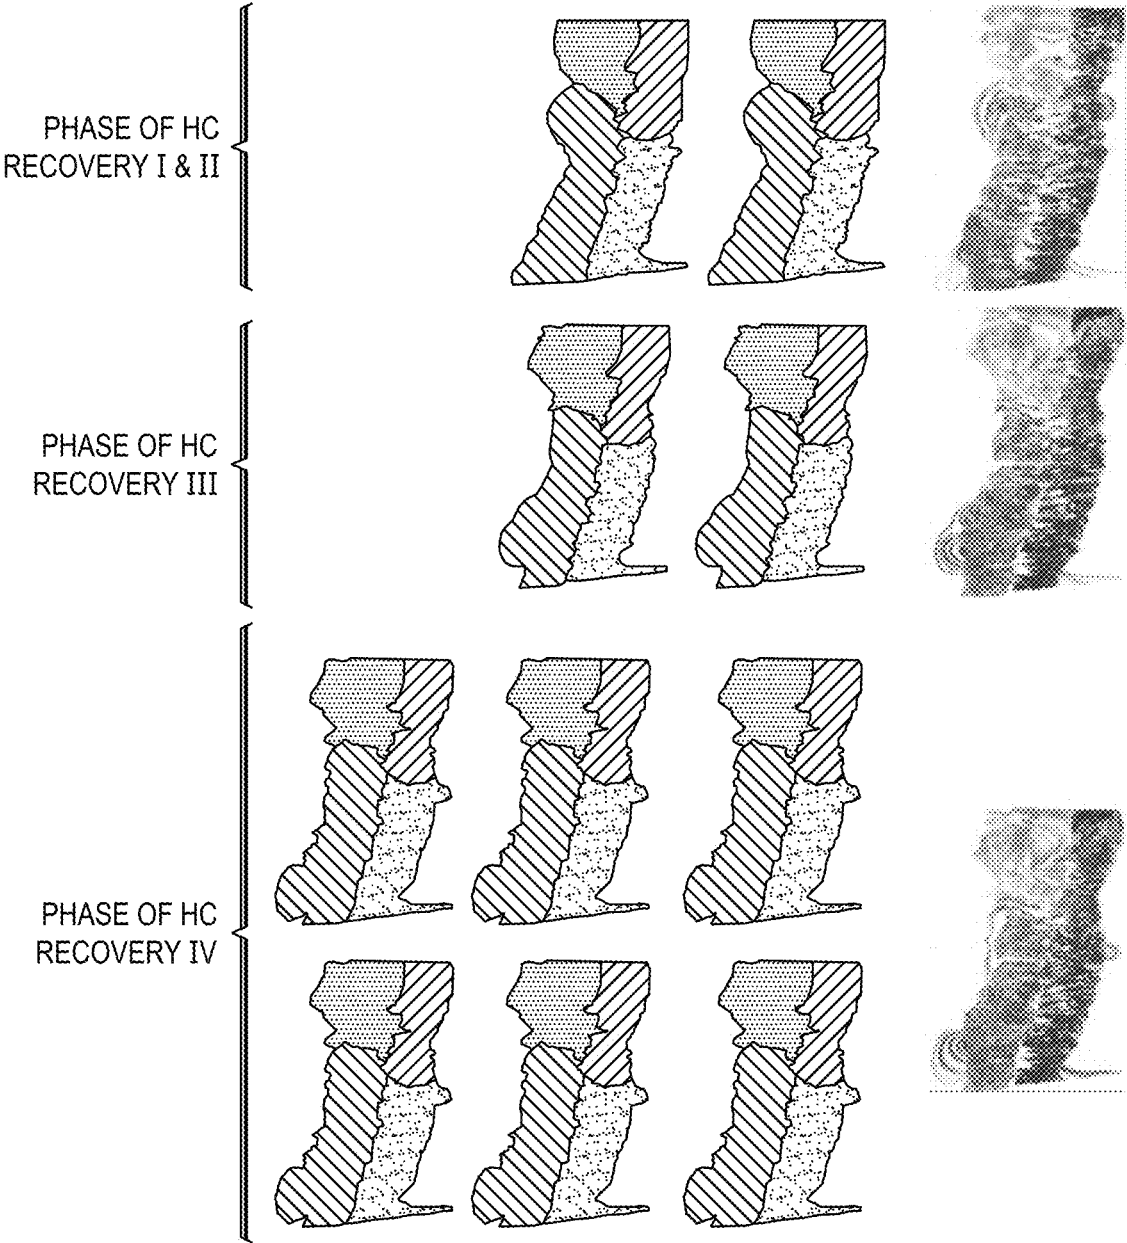 PHASE OF HC
RECOVERY I & II
PHASE OF HC
RECOVERY III
PHASE OF HC
RECOVERY IV